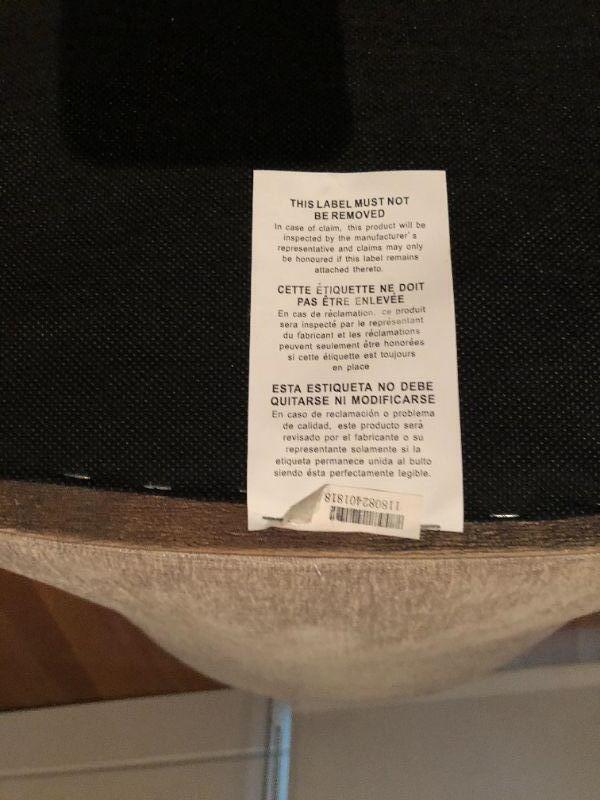 THIS LABEL MUST NOT
BE REMOVED
In case of claim, this product will be
inspected by the manufacturer's
representative and claims may only
be honoured if this label remains
attached thereto.
CETTE ÉTIQUETTE NE DOIT
PAS ÊTRE ENLEVÉE
En cas de réclamation, ce produit
sera inspecté par le représentant
du fabricant et les réclamations
peuvent seulement être honorées
si cette étiquette est toujours
en place
ESTA ESTIQUETA NO DEBE
QUITARSE NI MODIFICARSE
En caso de reclamación o problema
de calidad, este producto será
revisado por el fabricante o su
representante solamente si la
etiqueta permanece unida al bulto
siendo ésta perfectamente legible.
118082401818